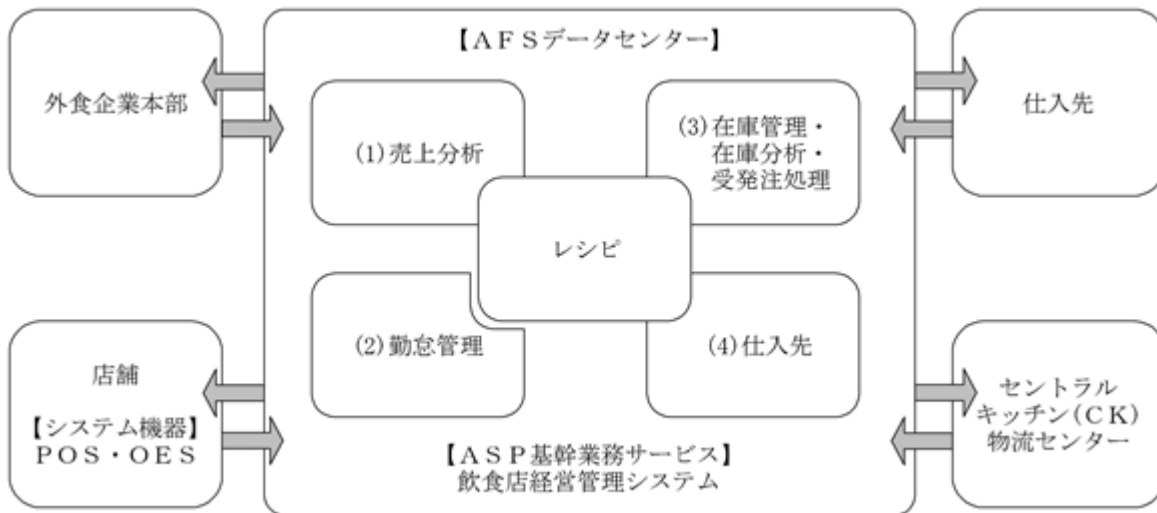 【ＡＦＳデータセンター】
外食企業本部
(1)売上分析
(3)在庫管理・
在庫分析・
受発注処理
仕入先
レシピ
(2)勤怠管理
(4)仕入先
店舗
【システム機器】
ＰＯＳ・ＯＥＳ
セントラル
キッチン(ＣＫ)
物流センター
【ＡＳＰ基幹業務サービス】
飲食店経営管理システム